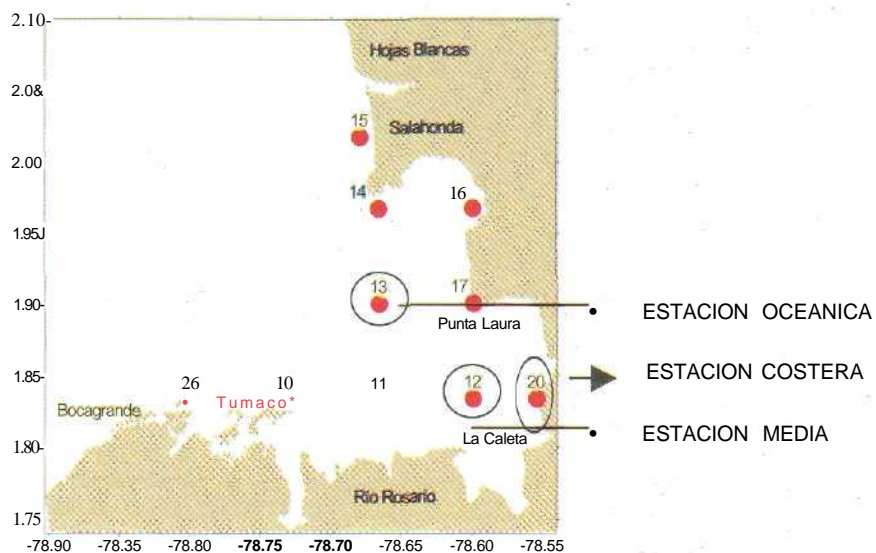 2.10-
Hojas Blancas
2.0&
15
Salahonda
2.00
14
16
1.95J
13
17
1.90-
Punta Laura
• ESTACION OCEANICA
1.85-
26
10
11
12
20
ESTACION COSTERA
Bocagrande
Tumaco*
1.80-
La Caleta
• ESTACION MEDIA
Río Rosario
1.75
-78.90 -78.35 -78.80 -78.75 -78.70 -78.65 -78.60 -78.55